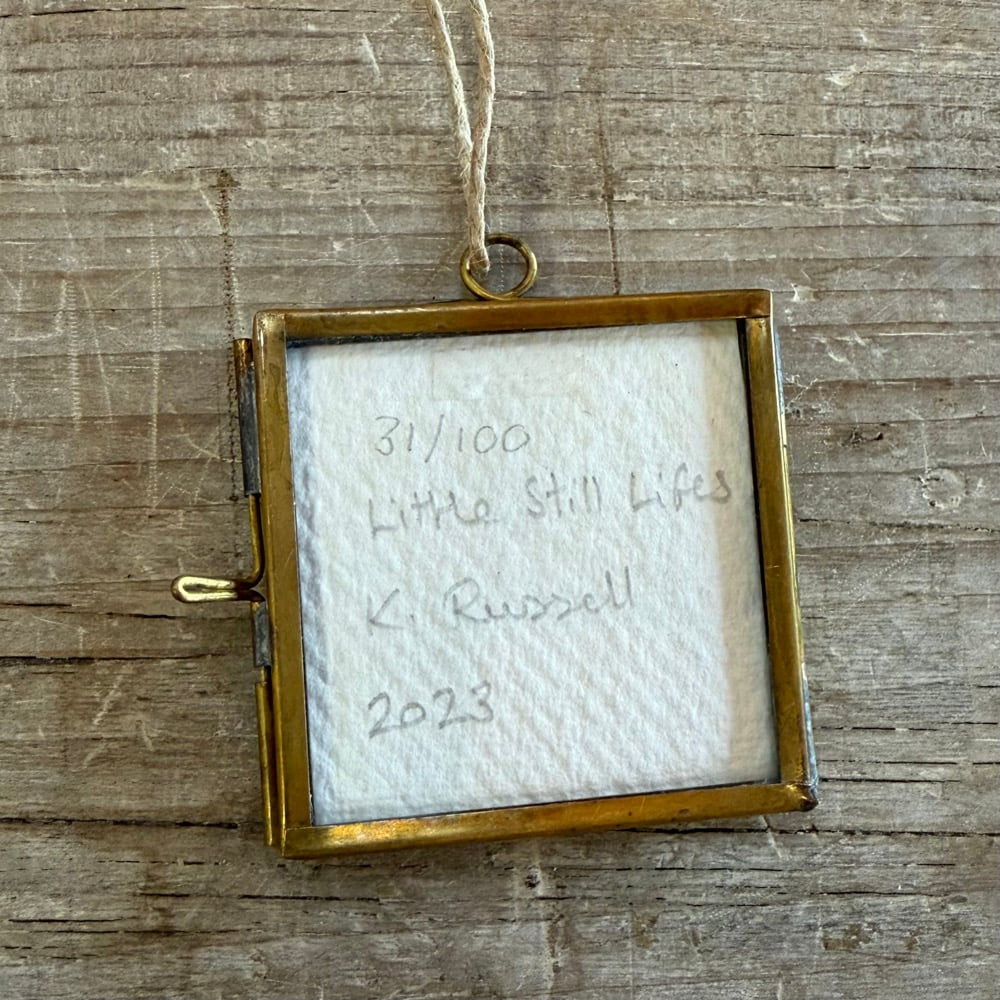 31/100
Little Still Lifes
K. Russell
2023